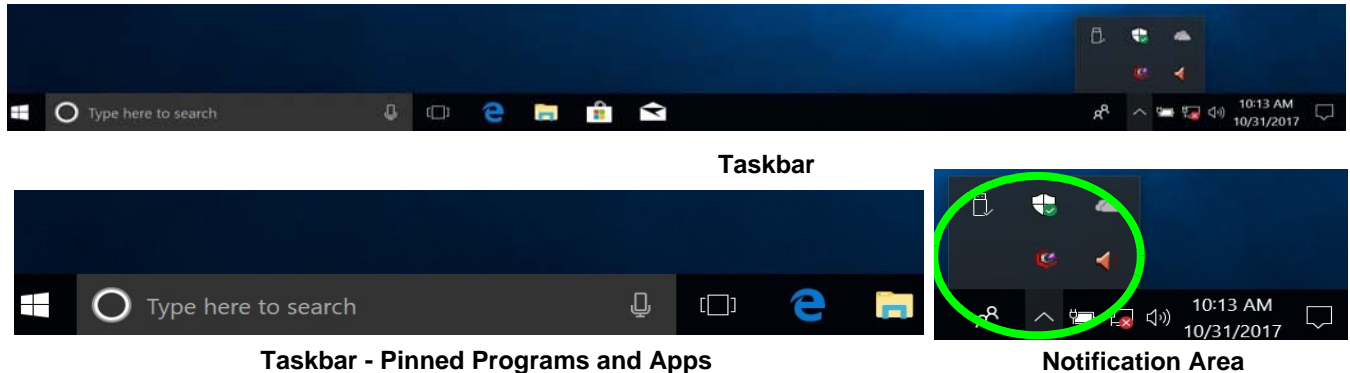 Type here to search
10:13 AM
10/31/2017
Taskbar
Type here to search
10:13 AM
10/31/2017
Taskbar - Pinned Programs and Apps
Notification Area